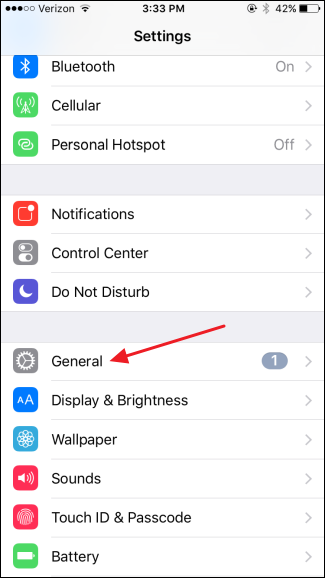 Verizon 3:33 PM 42%
Settings
Bluetooth On
Cellular
Personal Hotspot Off
Notifications
Control Center
Do Not Disturb
General 1
AA Display & Brightness
Wallpaper
Sounds
Touch ID & Passcode
Battery